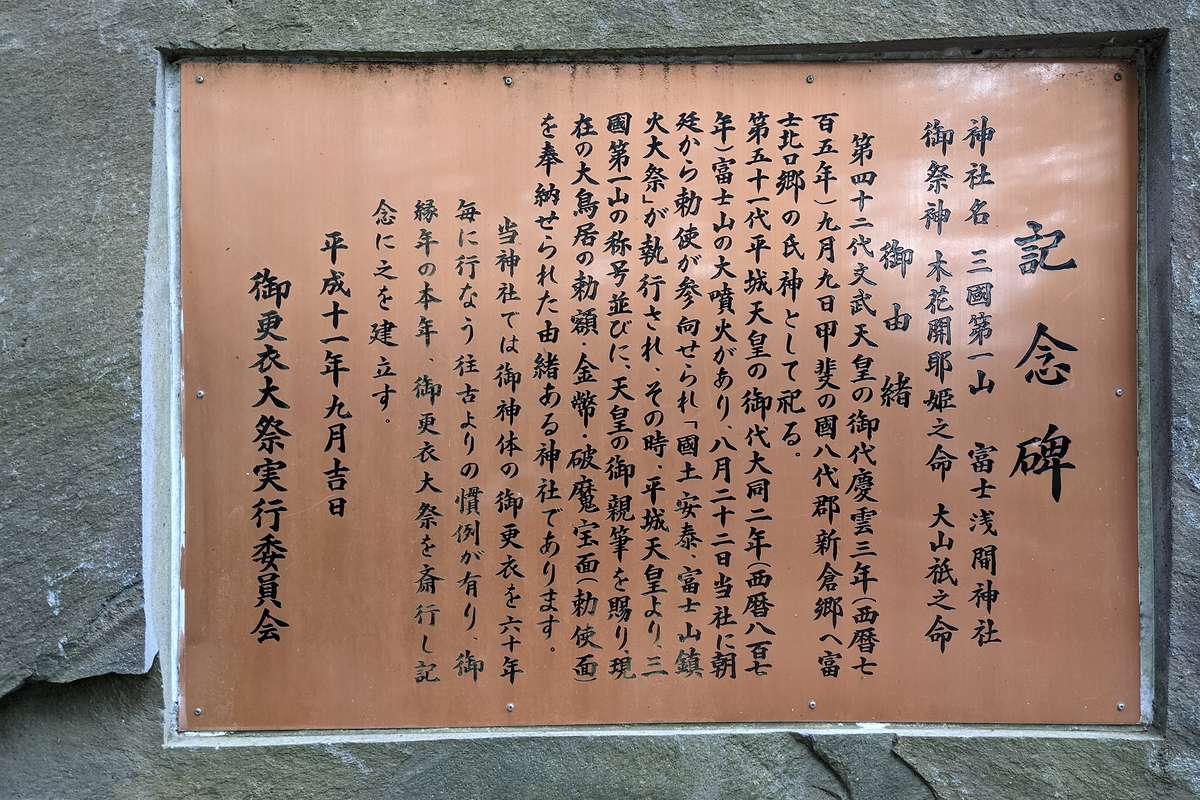 記念碑
神社名 三國第一山 富士浅間神社
御祭神 木花開耶姫之命 大山祇之命
御由緒
第四十二代文武天皇の御代慶雲三年(西暦七
百五年)九月九日甲斐の國八代郡新倉郷へ富
士北口郷の氏神として祀る。
第五十一代平城天皇の御代大同二年(西暦八百七
年)富士山の大噴火があり、八月二十二日当社に朝
廷から勅使が参向せられ「國土安泰・富士山鎮
火大祭」が執行され、その時、平城天皇より、三
國第一山の称号並びに、天皇の御親筆を賜り、現
在の大鳥居の勅額・金幣・破魔宝面(勅使面)
を奉納せられた由緒ある神社であります。
当神社では御神体の御更衣を六十年
毎に行なう往古よりの慣例が有り、御
縁年の本年、御更衣大祭を斎行し記
念に之を建立す。
平成十一年九月吉日
御更衣大祭実行委員会